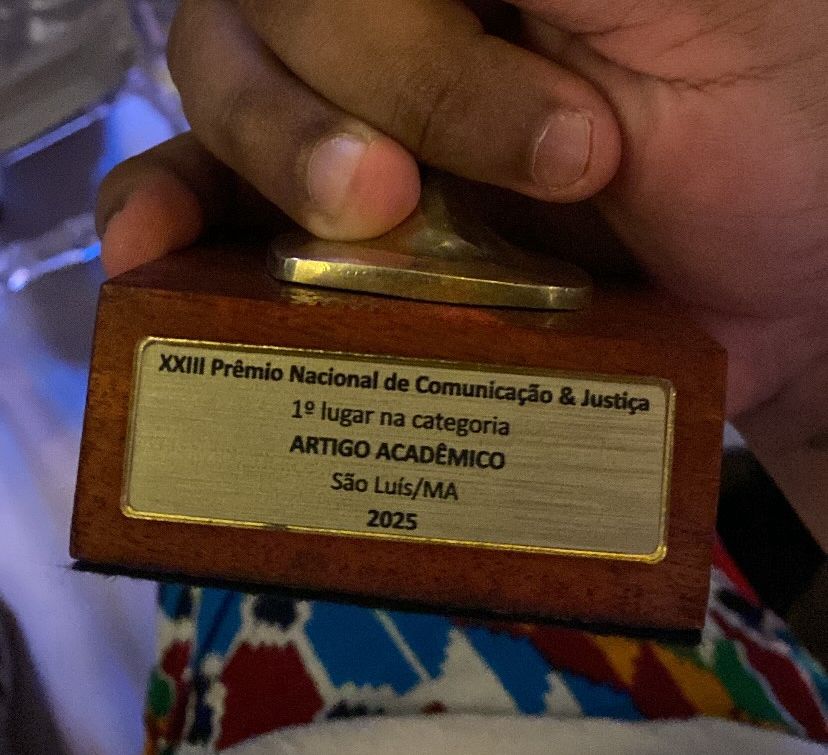 XXIII Prêmio Nacional de Comunicação & Justiça
1º lugar na categoria
ARTIGO ACADÊMICO
São Luís/MA
2025